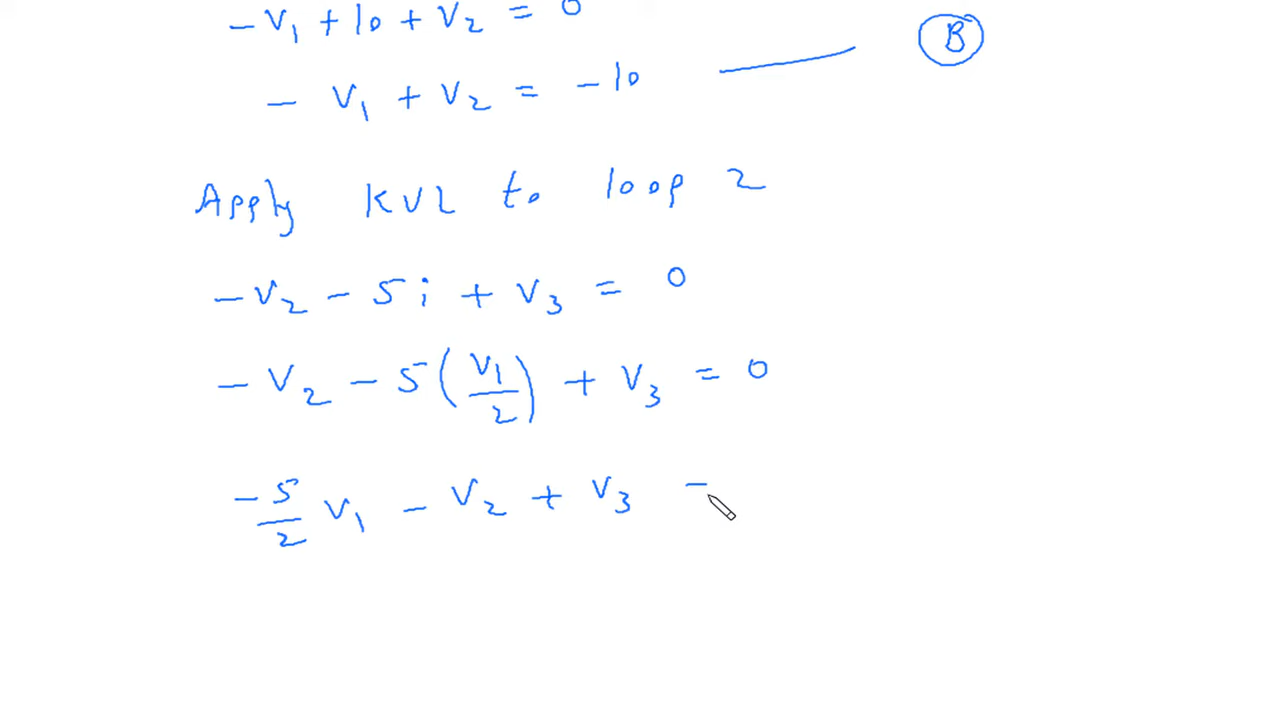 -V₁ + 10 + V₂ = 0
- V₁ + V₂ = -10 —— B
Apply KVL to loop 2
-V₂ - 5i + V₃ = 0
- V₂ - 5(V₁/2) + V₃ = 0
-5/2 V₁ - V₂ + V₃ -